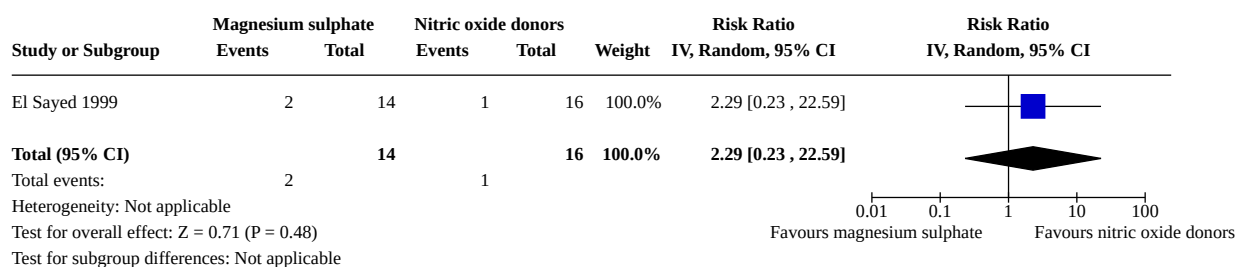 Magnesium sulphate Nitric oxide donors Risk Ratio Risk Ratio
Study or Subgroup Events Total Events Total Weight IV, Random, 95% CI IV, Random, 95% CI
El Sayed 1999 2 14 1 16 100.0% 2.29 [0.23 , 22.59]
Total (95% CI) 14 16 100.0% 2.29 [0.23 , 22.59]
Total events: 2 1
Heterogeneity: Not applicable
0.01 0.1 1 10 100
Test for overall effect: Z = 0.71 (P = 0.48) Favours magnesium sulphate Favours nitric oxide donors
Test for subgroup differences: Not applicable